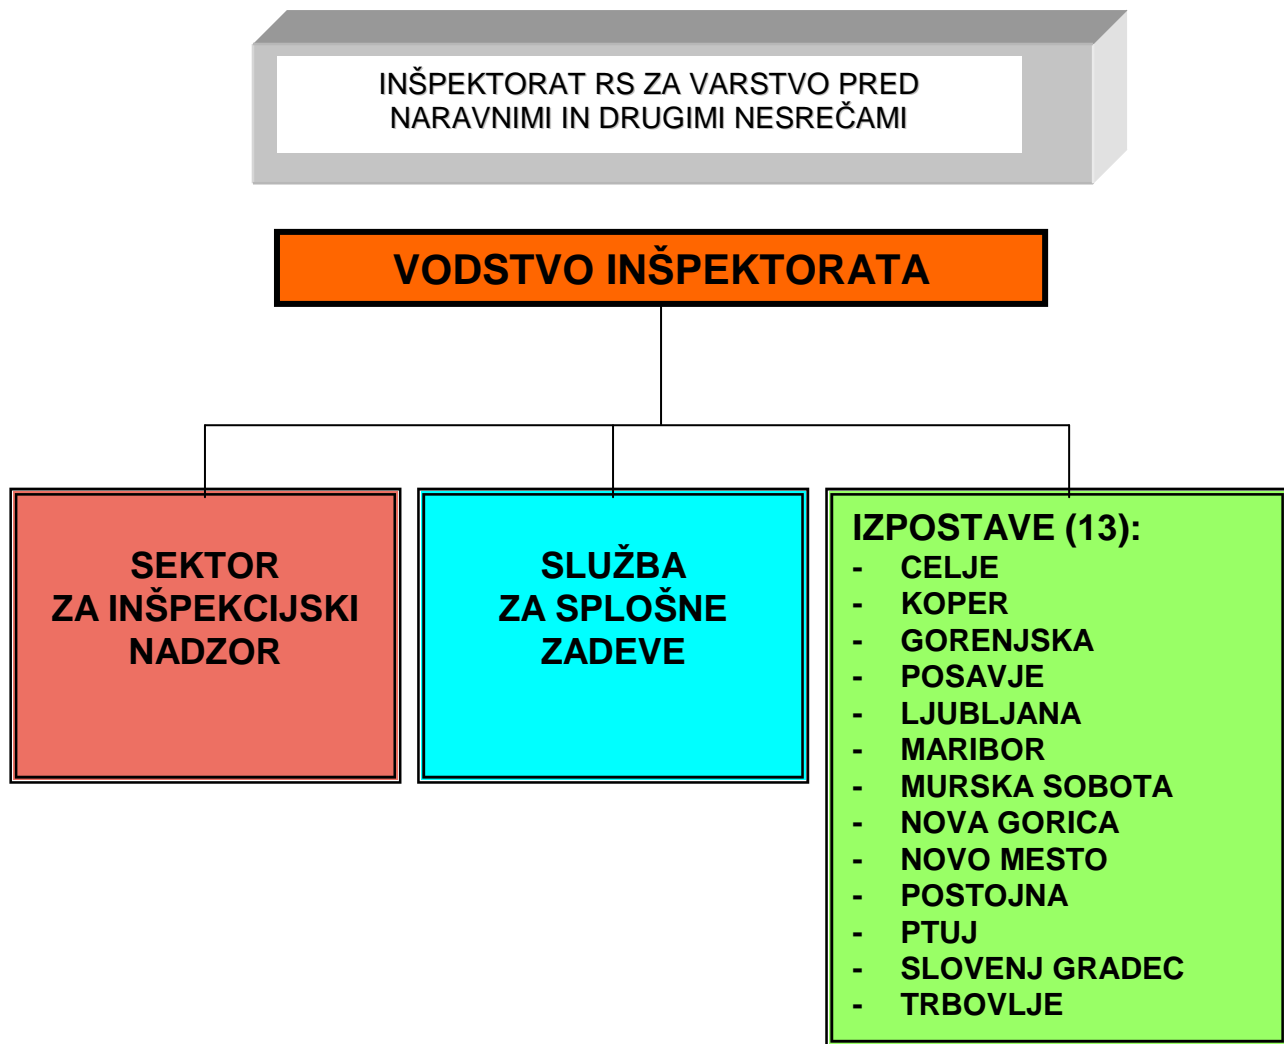 INŠPEKTORAT RS ZA VARSTVO PRED
NARAVNIMI IN DRUGIMI NESREČAMI
VODSTVO INŠPEKTORATA
SEKTOR
ZA INŠPEKCIJSKI
NADZOR
SLUŽBA
ZA SPLOŠNE
ZADEVE
IZPOSTAVE (13):
- CELJE
- KOPER
- GORENJSKA
- POSAVJE
- LJUBLJANA
- MARIBOR
- MURSKA SOBOTA
- NOVA GORICA
- NOVO MESTO
- POSTOJNA
- PTUJ
- SLOVENJ GRADEC
- TRBOVLJE